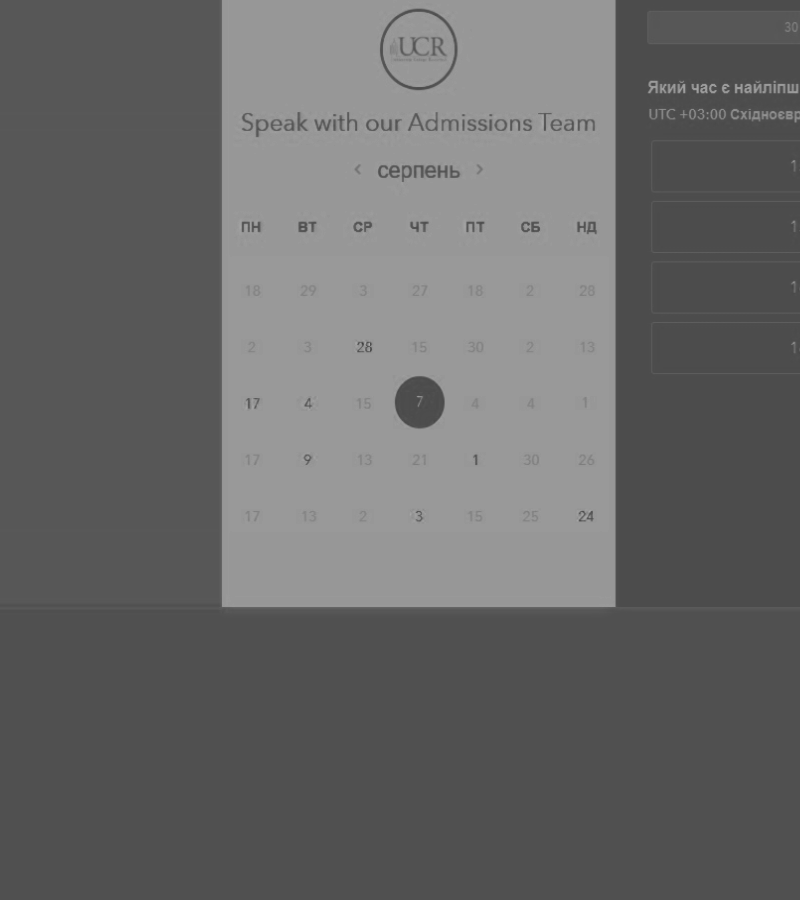 UCR
Speak with our Admissions Team
< серпень >
ПН ВТ СР ЧТ ПТ СБ НД
18 29 3 27 18 2 28
2 3 28 15 30 2 13
17 4 15 7 4 4 1
17 9 13 21 1 30 26
17 13 2 3 15 25 24
30
Який час є найліпш
UTC +03:00 Східноєвр
1
1
1
1